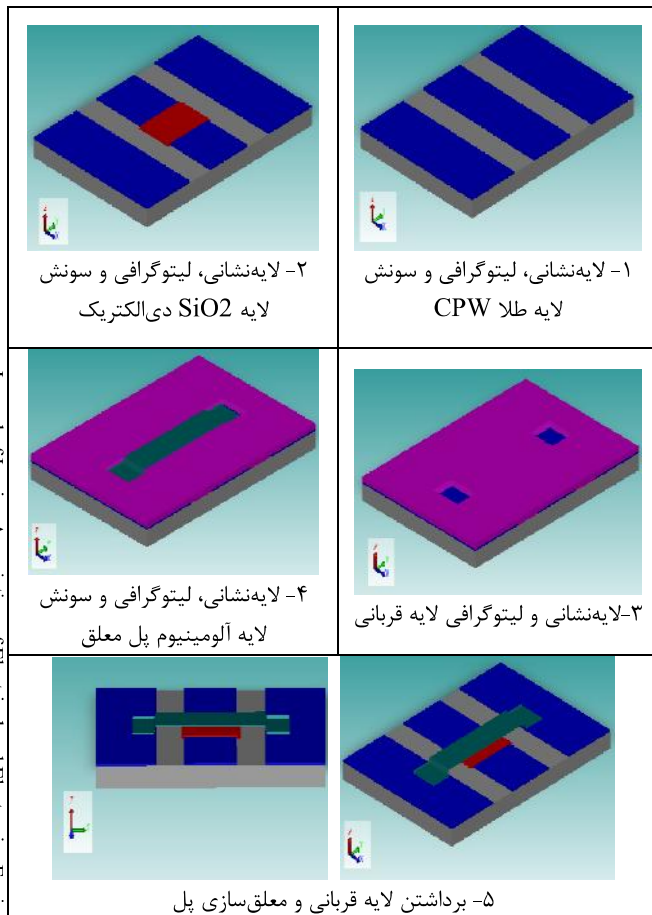 ۱- لایه‌نشانی، لیتوگرافی و سونش
لایه طلا CPW
۲- لایه‌نشانی، لیتوگرافی و سونش
لایه SiO2 دی‌الکتریک
۳-لایه‌نشانی و لیتوگرافی لایه قربانی
۴- لایه‌نشانی، لیتوگرافی و سونش
لایه آلومینیوم پل معلق
۵- برداشتن لایه قربانی و معلق‌سازی پل